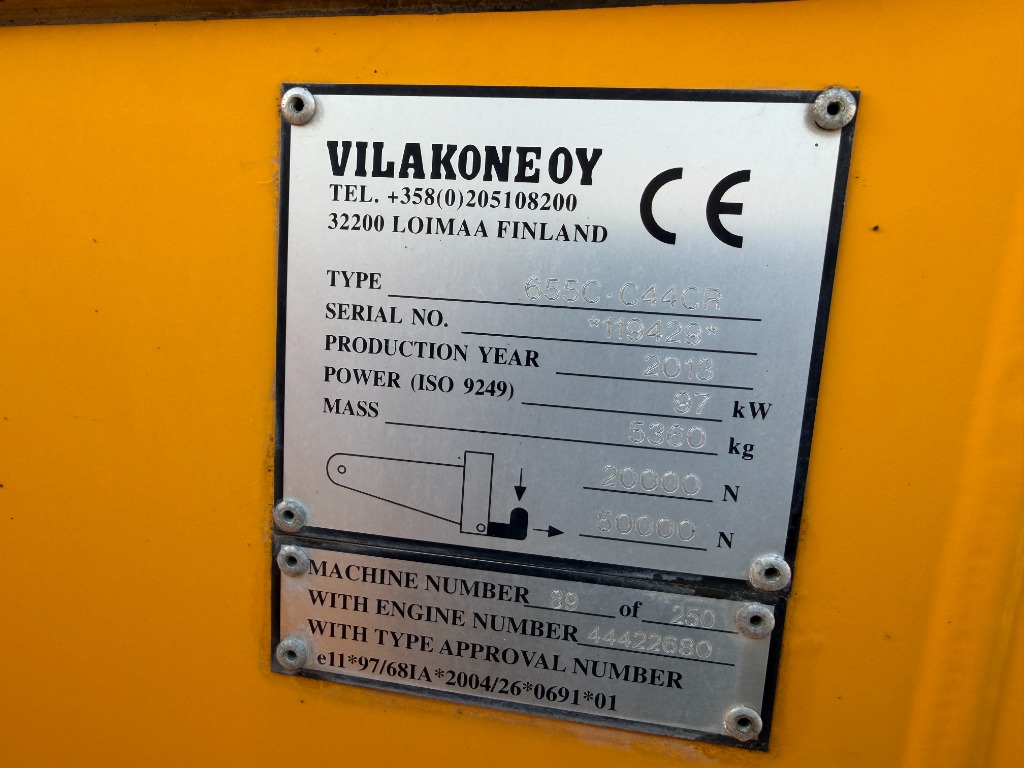 VILAKONE OY
TEL. +358(0)205108200
32200 LOIMAA FINLAND
CE
TYPE 655C-C44CR
SERIAL NO. *119429*
PRODUCTION YEAR 2013
POWER (ISO 9249) 97 kW
MASS 5360 kg
20000 N
50000 N
MACHINE NUMBER 89 of 250
WITH ENGINE NUMBER 44422680
WITH TYPE APPROVAL NUMBER
e11*97/68IA*2004/26*0691*01